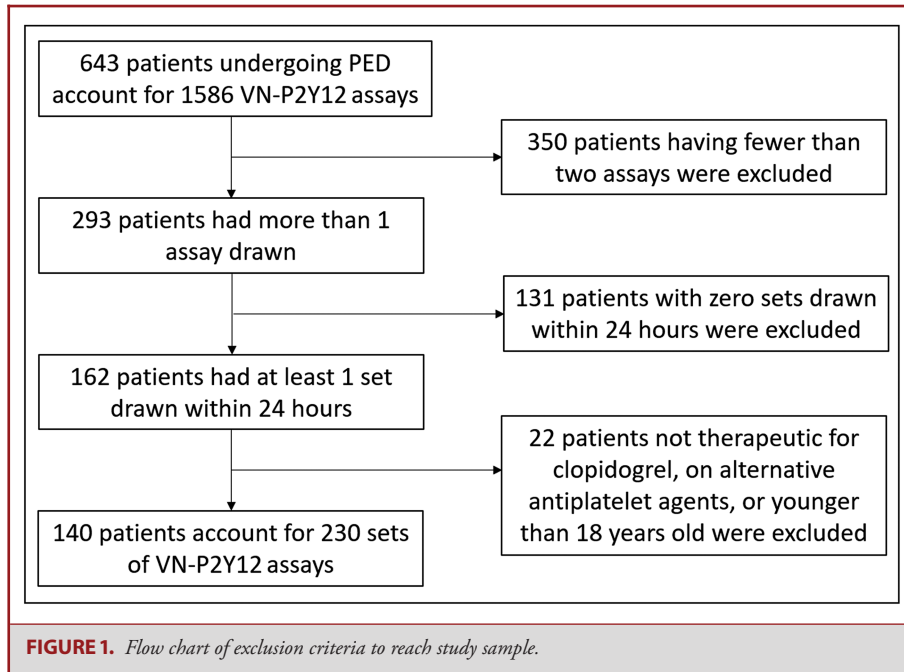 643 patients undergoing PED
account for 1586 VN-P2Y12 assays
350 patients having fewer than
two assays were excluded
293 patients had more than 1
assay drawn
131 patients with zero sets drawn
within 24 hours were excluded
162 patients had at least 1 set
drawn within 24 hours
22 patients not therapeutic for
clopidogrel, on alternative
antiplatelet agents, or younger
than 18 years old were excluded
140 patients account for 230 sets
of VN-P2Y12 assays
FIGURE 1. Flow chart of exclusion criteria to reach study sample.